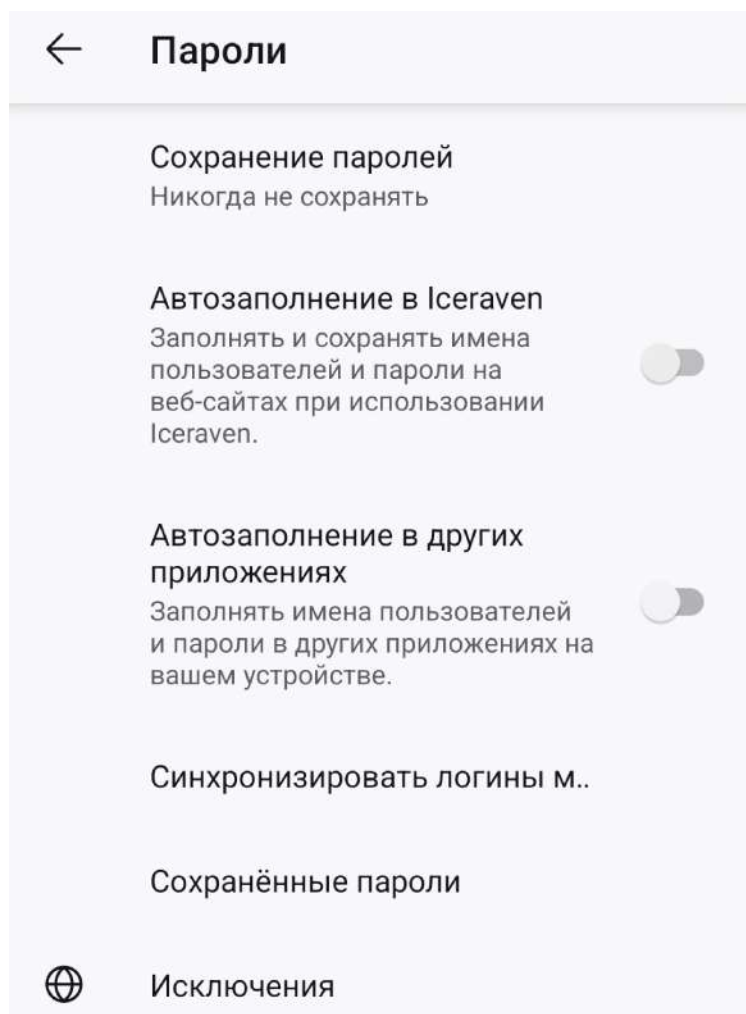 Пароли
Сохранение паролей
Никогда не сохранять
Автозаполнение в Iceraven
Заполнять и сохранять имена
пользователей и пароли на
веб-сайтах при использовании
Iceraven.
Автозаполнение в других
приложениях
Заполнять имена пользователей
и пароли в других приложениях на
вашем устройстве.
Синхронизировать логины м..
Сохранённые пароли
Исключения